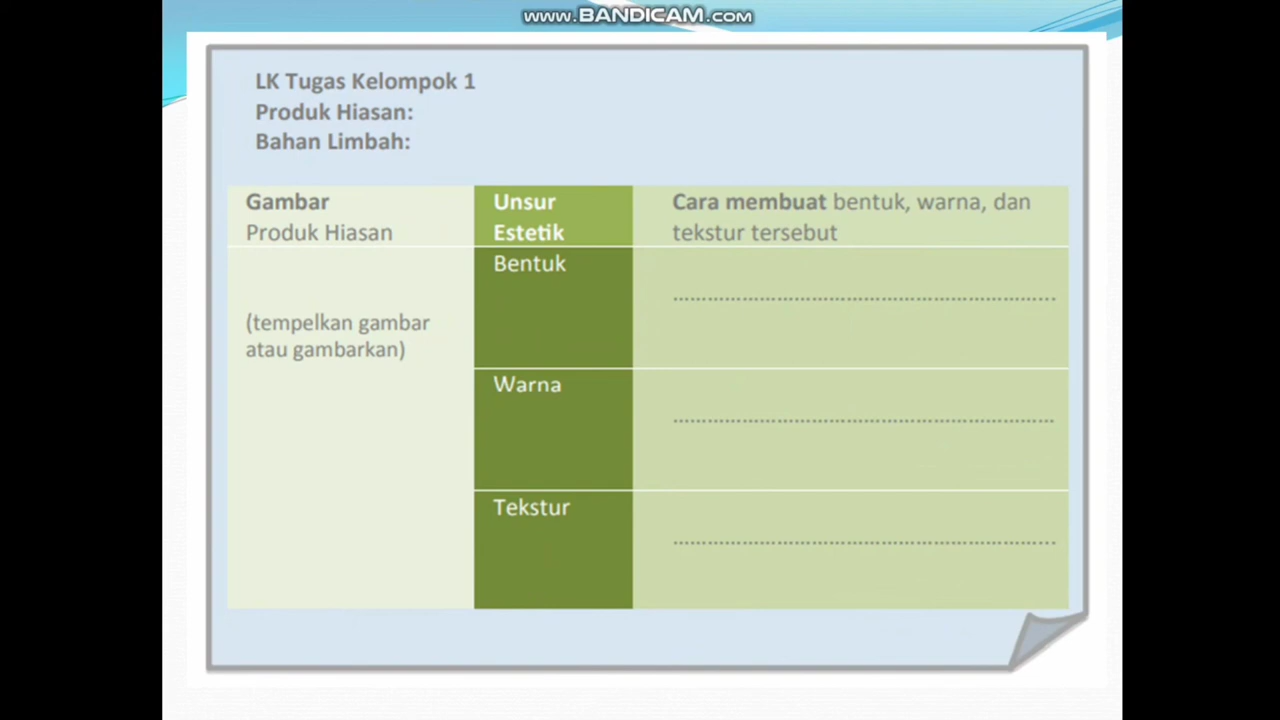 www.BANDICAM.com
LK Tugas Kelompok 1
Produk Hiasan:
Bahan Limbah:
Gambar
Produk Hiasan
Unsur
Estetik
Cara membuat bentuk, warna, dan
tekstur tersebut
(tempelkan gambar
atau gambarkan)
Bentuk
................................................................
Warna
................................................................
Tekstur
................................................................